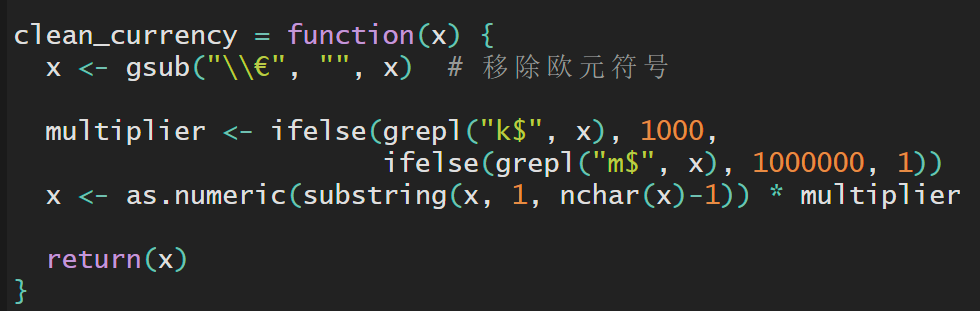 clean_currency = function(x) {
  x <- gsub("\\€", "", x)  # 移除欧元符号

  multiplier <- ifelse(grepl("k$", x), 1000,
                       ifelse(grepl("m$", x), 1000000, 1))
  x <- as.numeric(substring(x, 1, nchar(x)-1)) * multiplier

  return(x)
}